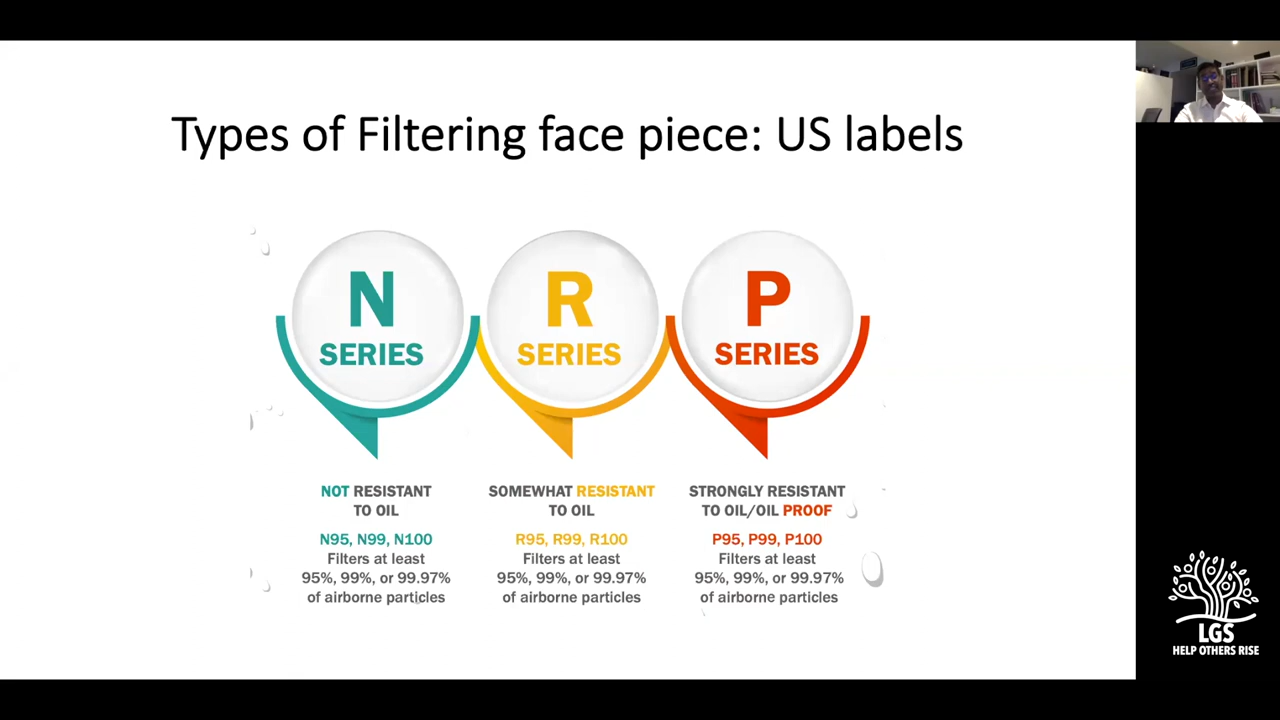 Types of Filtering face piece: US labels
N
SERIES
R
SERIES
P
SERIES
NOT RESISTANT
TO OIL
N95, N99, N100
Filters at least
95%, 99%, or 99.97%
of airborne particles
SOMEWHAT RESISTANT
TO OIL
R95, R99, R100
Filters at least
95%, 99%, or 99.97%
of airborne particles
STRONGLY RESISTANT
TO OIL/OIL PROOF
P95, P99, P100
Filters at least
95%, 99%, or 99.97%
of airborne particles
LGS
HELP OTHERS RISE